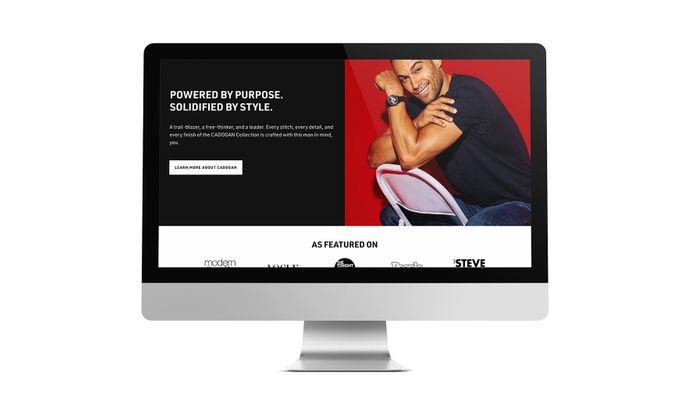 POWERED BY PURPOSE.
SOLIDIFIED BY STYLE.
A trail-blazer, a free-thinker, and a leader. Every stitch, every detail, and
every finish of the CADOGAN Collection is crafted with this man in mind,
you.
LEARN MORE ABOUT CADOGAN
AS FEATURED ON
modern
VOGUE
TONIGHT
People
STEVE